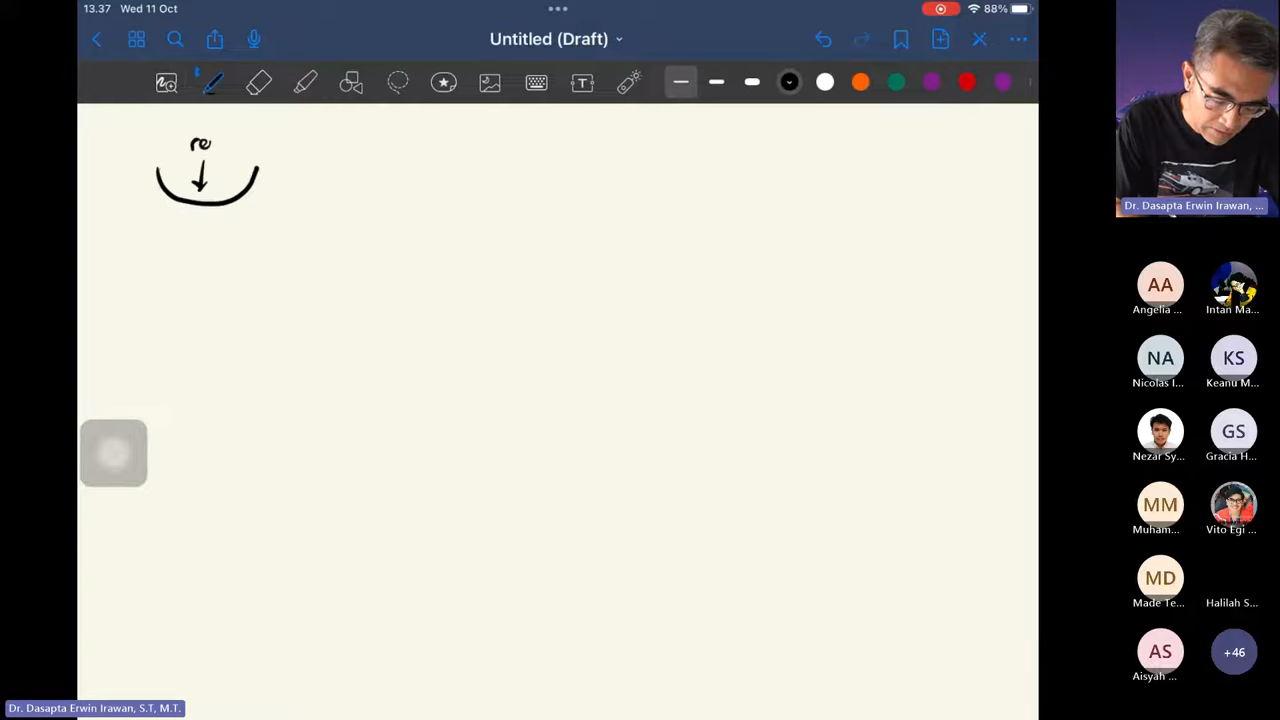 13.37 Wed 11 Oct
88%
Untitled (Draft)
T
re
Dr. Dasapta Erwin Irawan, ...
AA
Angelia ...
Intan Ma...
NA
Nicolas I...
KS
Keanu M...
Nezar Sy...
GS
Gracia H...
MM
Muham...
Vito Egi ...
MD
Made Te...
Halilah S...
AS
Aisyah ...
+46
Dr. Dasapta Erwin Irawan, S.T, M.T.